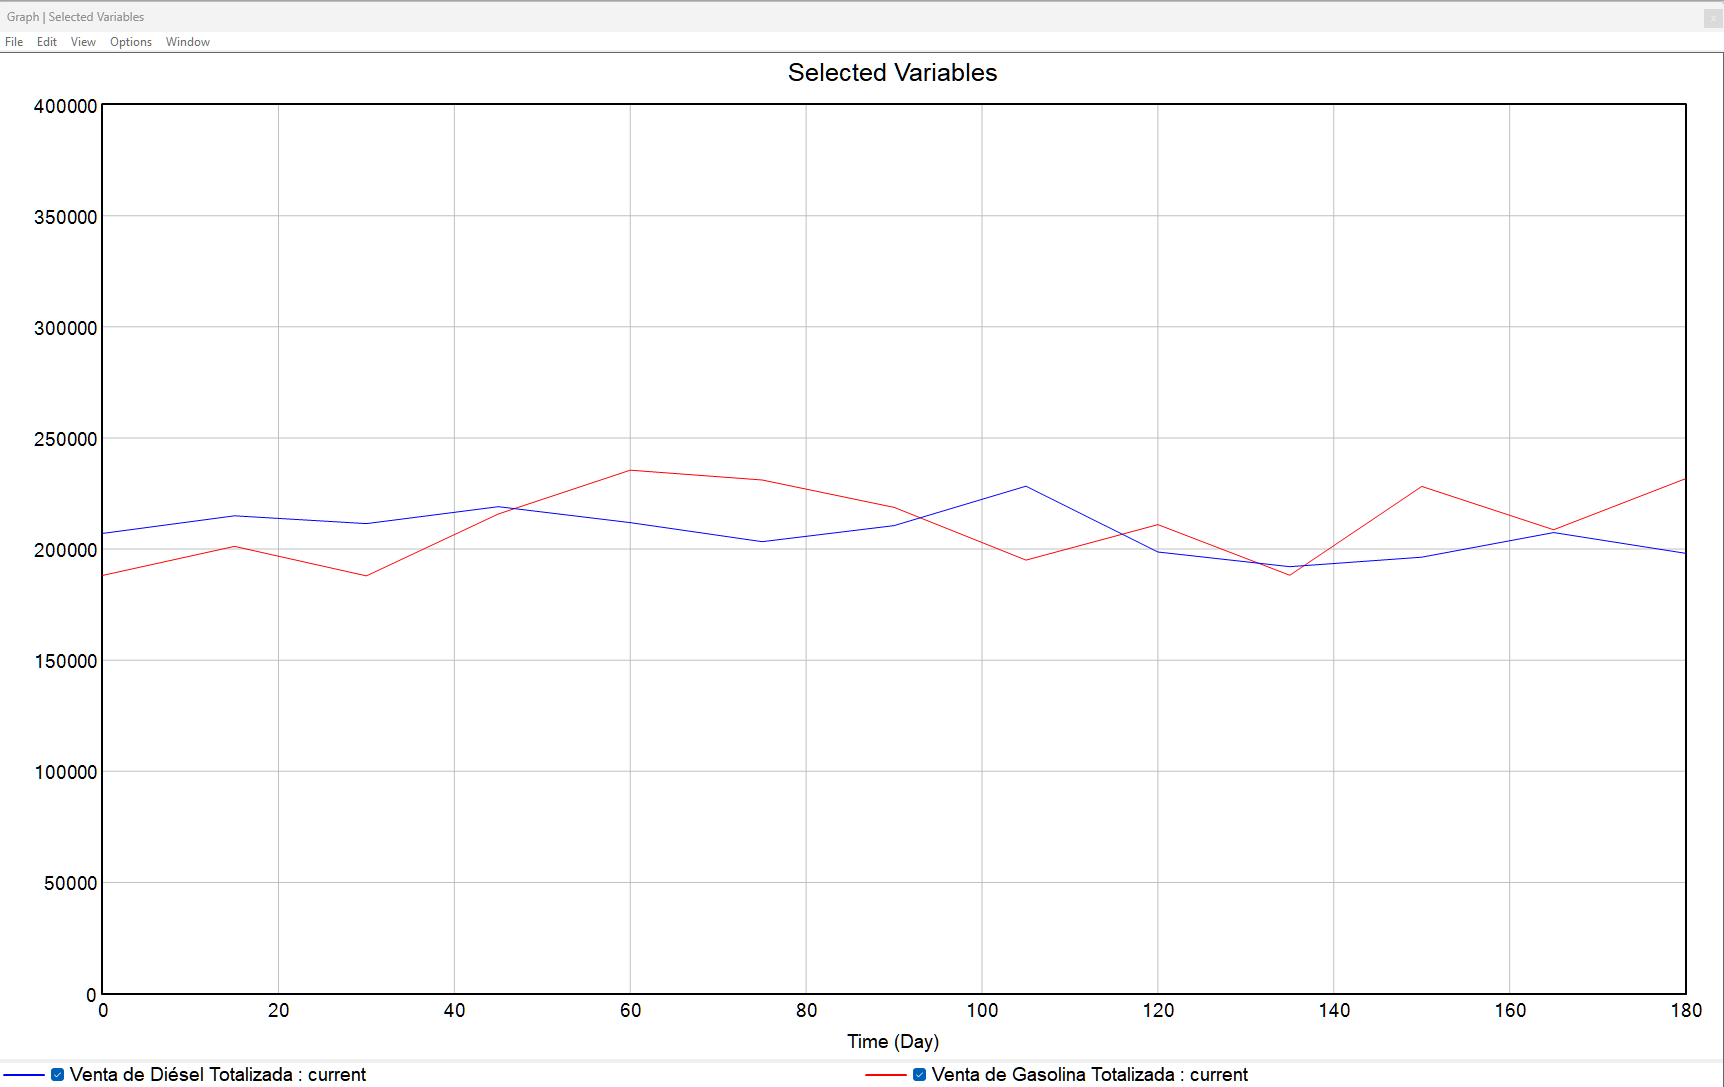 Graph | Selected Variables
x
File Edit View Options Window
Selected Variables
400000
350000
300000
250000
200000
150000
100000
50000
0
0 20 40 60 80 100 120 140 160 180
Time (Day)
Venta de Diésel Totalizada : current Venta de Gasolina Totalizada : current